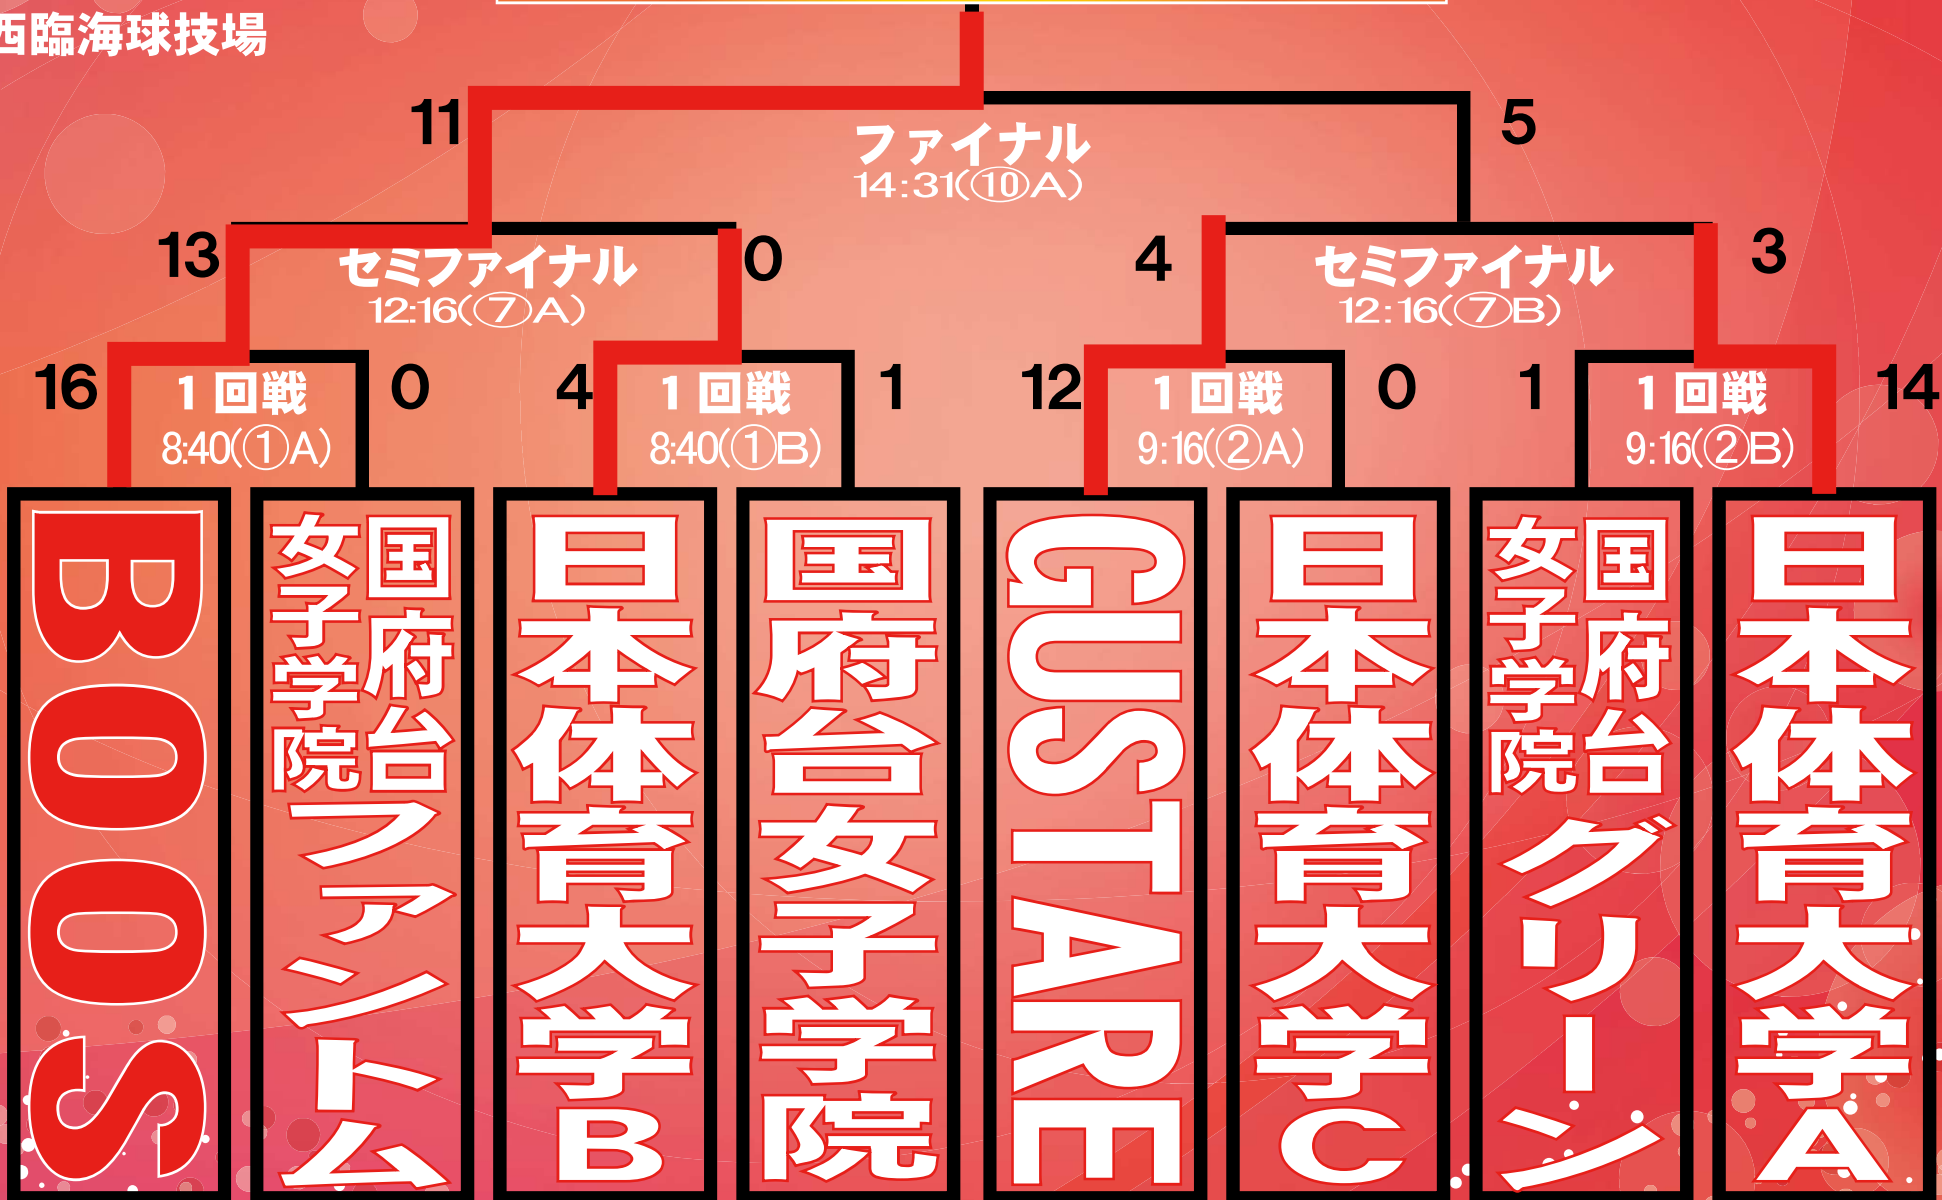 西臨海球技場
11
5
ファイナル
14:31(⑩A)
13
0
4
3
セミファイナル
12:16(⑦A)
セミファイナル
12:16(⑦B)
16
0
4
1
12
0
1
14
1回戦
8:40(①A)
1回戦
8:40(①B)
1回戦
9:16(②A)
1回戦
9:16(②B)
BOOS
国府台
女子学院
ファントム
日本体育大学B
国府台女子学院
GUSTARE
日本体育大学C
国府台
女子学院
グリーン
日本体育大学A